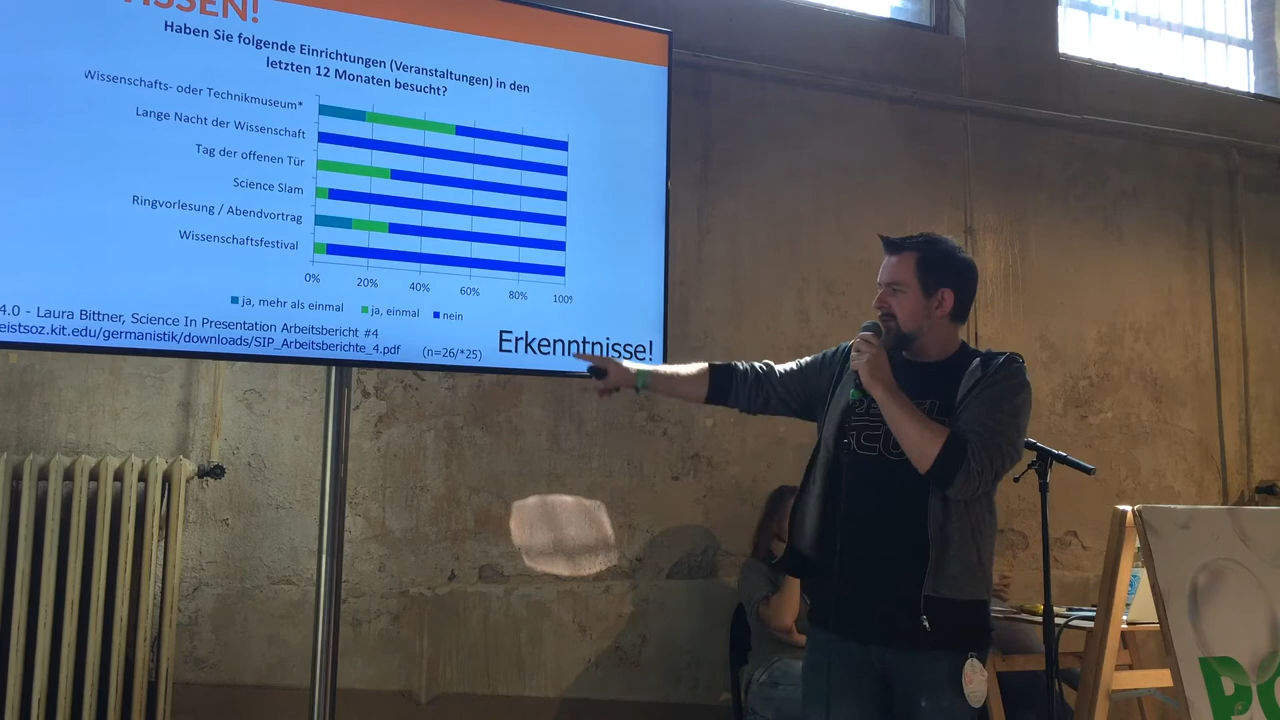 Haben Sie folgende Einrichtungen (Veranstaltungen) in den
letzten 12 Monaten besucht?
Wissenschafts- oder Technikmuseum*
Lange Nacht der Wissenschaft
Tag der offenen Tür
Science Slam
Ringvorlesung / Abendvortrag
Wissenschaftsfestival
0% 20% 40% 60% 80% 100%
ja, mehr als einmal ja, einmal nein
4.0 - Laura Bittner, Science In Presentation Arbeitsbericht #4
eistsoz.kit.edu/germanistik/downloads/SIP_Arbeitsberichte_4.pdf (n=26/*25)
Erkenntnisse!